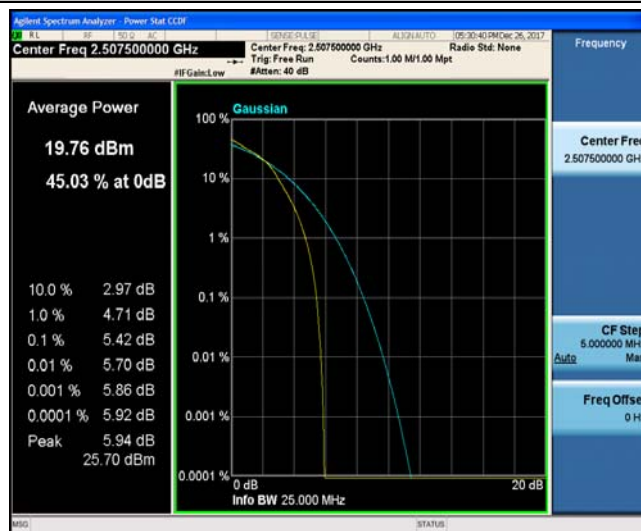 Agilent Spectrum Analyzer - Power Stat CCDF
RL RF 50 Ω AC SENSE:PULSE ALIGN AUTO 05:30:40 PM Dec 26, 2017
Center Freq 2.507500000 GHz
Center Freq: 2.507500000 GHz Radio Std: None
Trig: Free Run Counts:1.00 M/1.00 Mpt
#IFGain:Low #Atten: 40 dB
Frequency
Average Power
19.76 dBm
45.03 % at 0dB
10.0 % 2.97 dB
1.0 % 4.71 dB
0.1 % 5.42 dB
0.01 % 5.70 dB
0.001 % 5.86 dB
0.0001 % 5.92 dB
Peak 5.94 dB
25.70 dBm
Gaussian
100 %
10 %
1 %
0.1 %
0.01 %
0.001 %
0.0001 %
0 dB 20 dB
Info BW 25.000 MHz
Center Fre
2.507500000 GH
CF Step
5.000000 MH
Auto Ma
Freq Offse
0 H
MSG STATUS